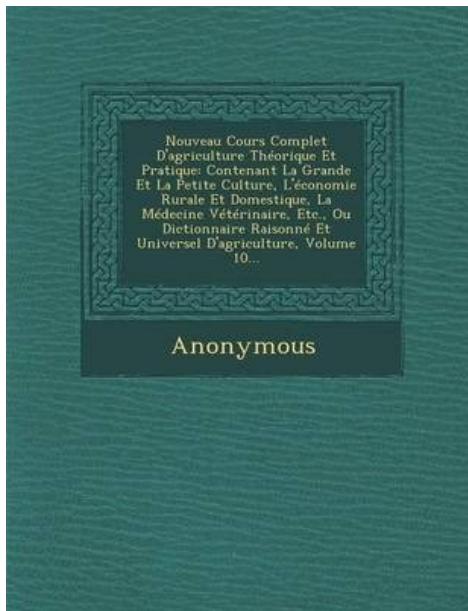 Nouveau Cours Complet
D'agriculture Théorique Et
Pratique: Contenant La Grande
Et La Petite Culture, L'économie
Rurale Et Domestique, La
Médecine Vétérinaire, Etc., Ou
Dictionnaire Raisonné Et
Universel D'agriculture, Volume
10...
Anonymous